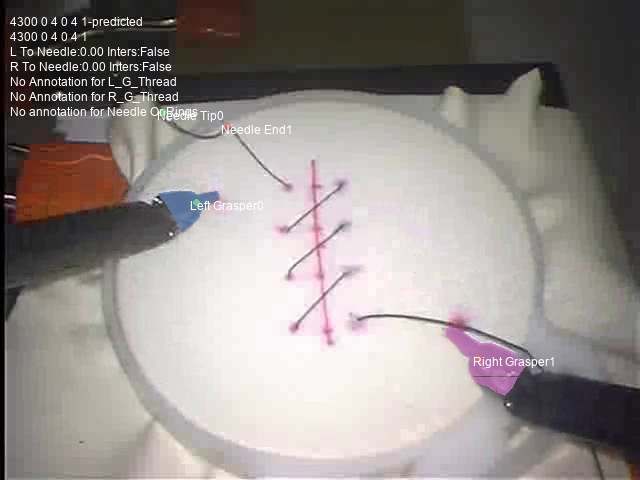 4300 0 4 0 4 1-predicted
4300 0 4 0.4 1
L To Needle:0.00 Inters:False
R To Needle:0.00 Inters:False
No Annotation for L_G_Thread
No Annotation for R_G_Thread
No annotation for Needle Or Rings
Needle Tip0
Needle End1
Left Grasper0
Right Grasper1